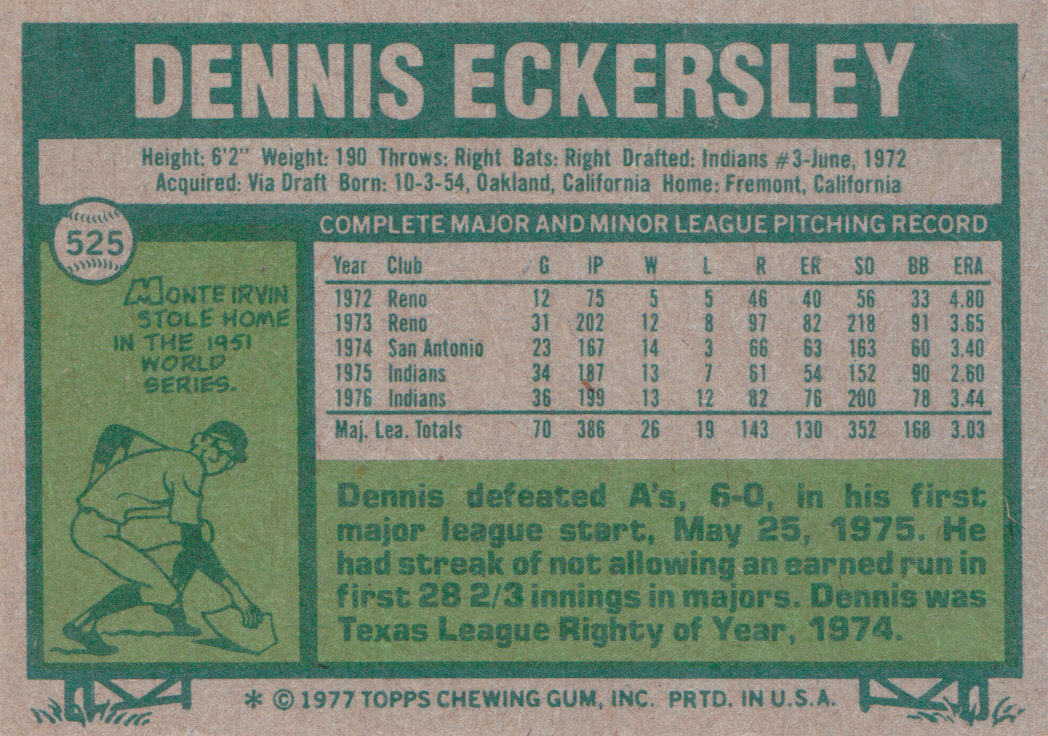 DENNIS ECKERSLEY
Height: 6'2" Weight: 190 Throws: Right Bats: Right Drafted: Indians #3-June, 1972
Acquired: Via Draft Born: 10-3-54, Oakland, California Home: Fremont, California
525
MONTE IRVIN
STOLE HOME
IN THE 1951
WORLD
SERIES.
COMPLETE MAJOR AND MINOR LEAGUE PITCHING RECORD
Year Club G IP W L R ER SO BB ERA
1972 Reno 12 75 5 5 46 40 56 33 4.80
1973 Reno 31 202 12 8 97 82 218 91 3.65
1974 San Antonio 23 167 14 3 66 63 163 60 3.40
1975 Indians 34 187 13 7 61 54 152 90 2.60
1976 Indians 36 199 13 12 82 76 200 78 3.44
Maj. Lea. Totals 70 386 26 19 143 130 352 168 3.03
Dennis defeated A's, 6-0, in his first
major league start, May 25, 1975. He
had streak of not allowing an earned run in
first 28 2/3 innings in majors. Dennis was
Texas League Righty of Year, 1974.
* © 1977 TOPPS CHEWING GUM, INC. PRTD. IN U.S.A.